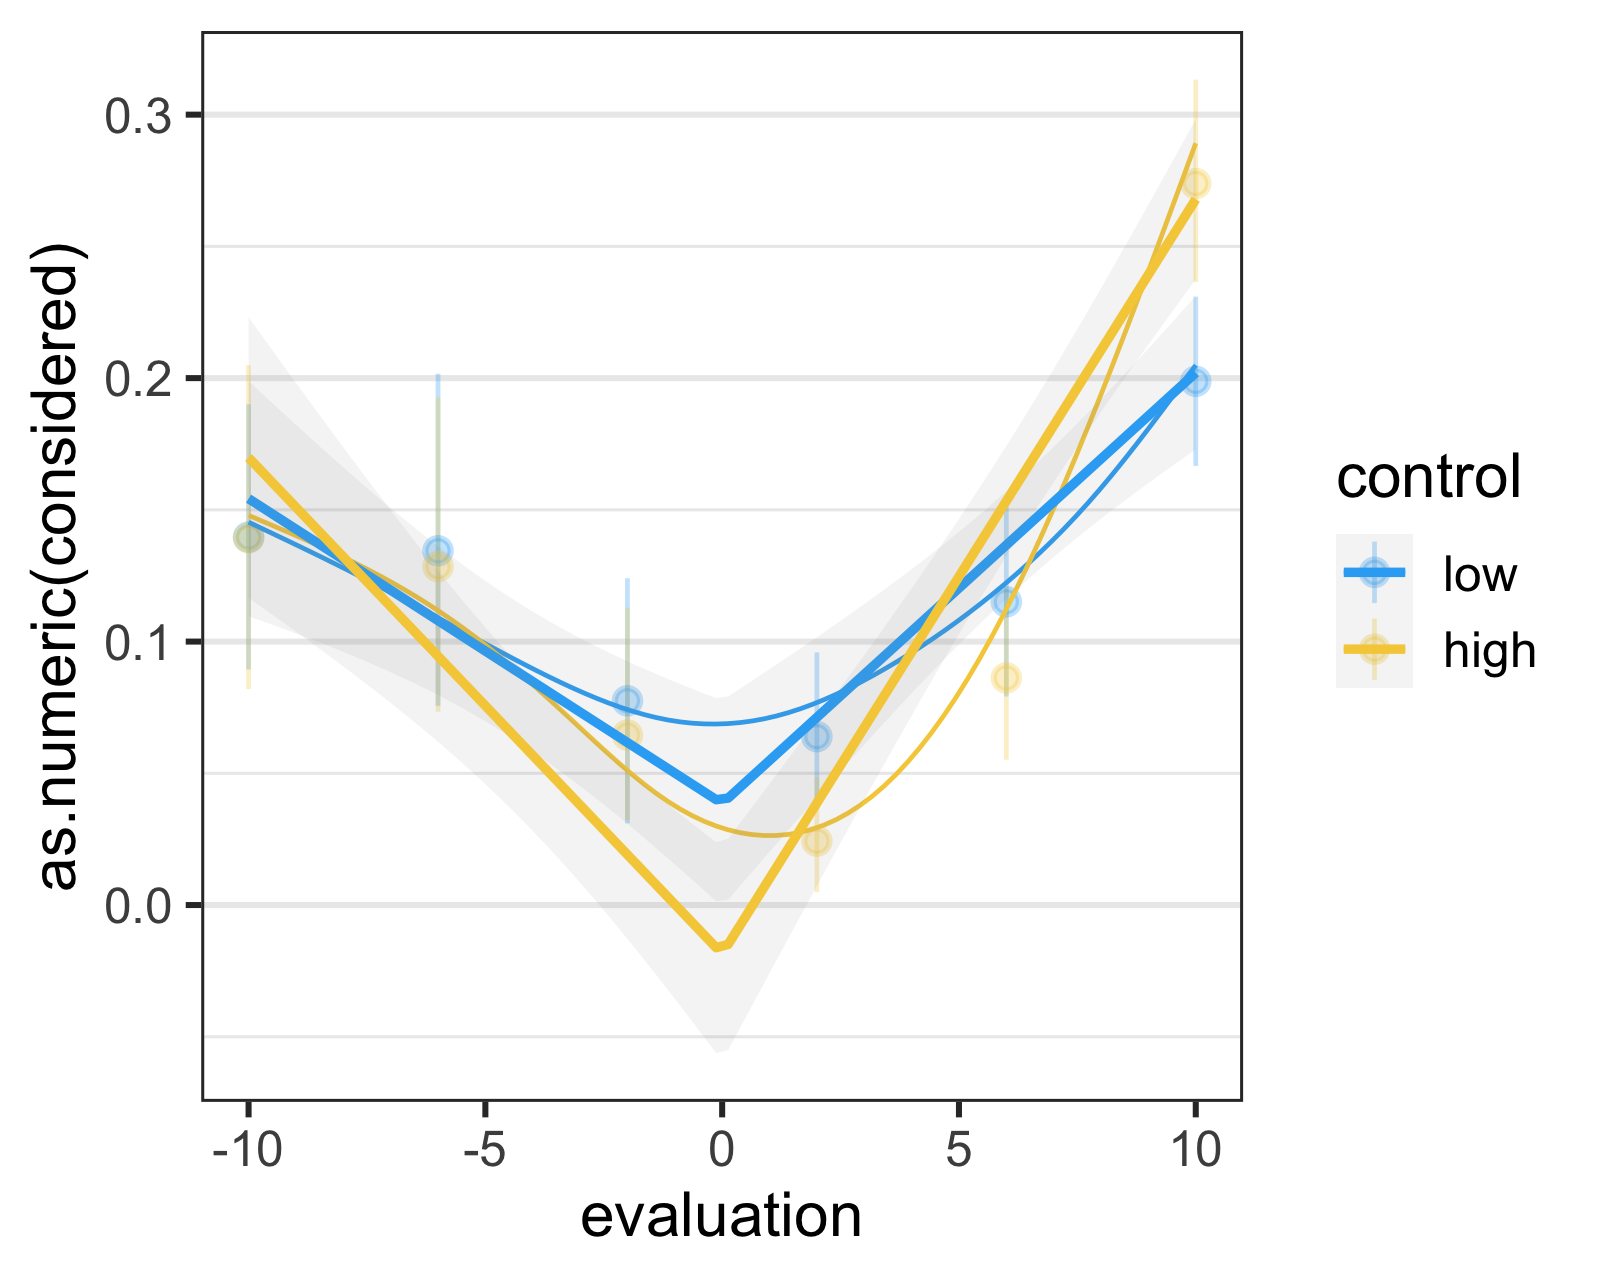 as.numeric(considered)
0.3
0.2
0.1
0.0
-10
-5
0
5
10
evaluation
control
low
high